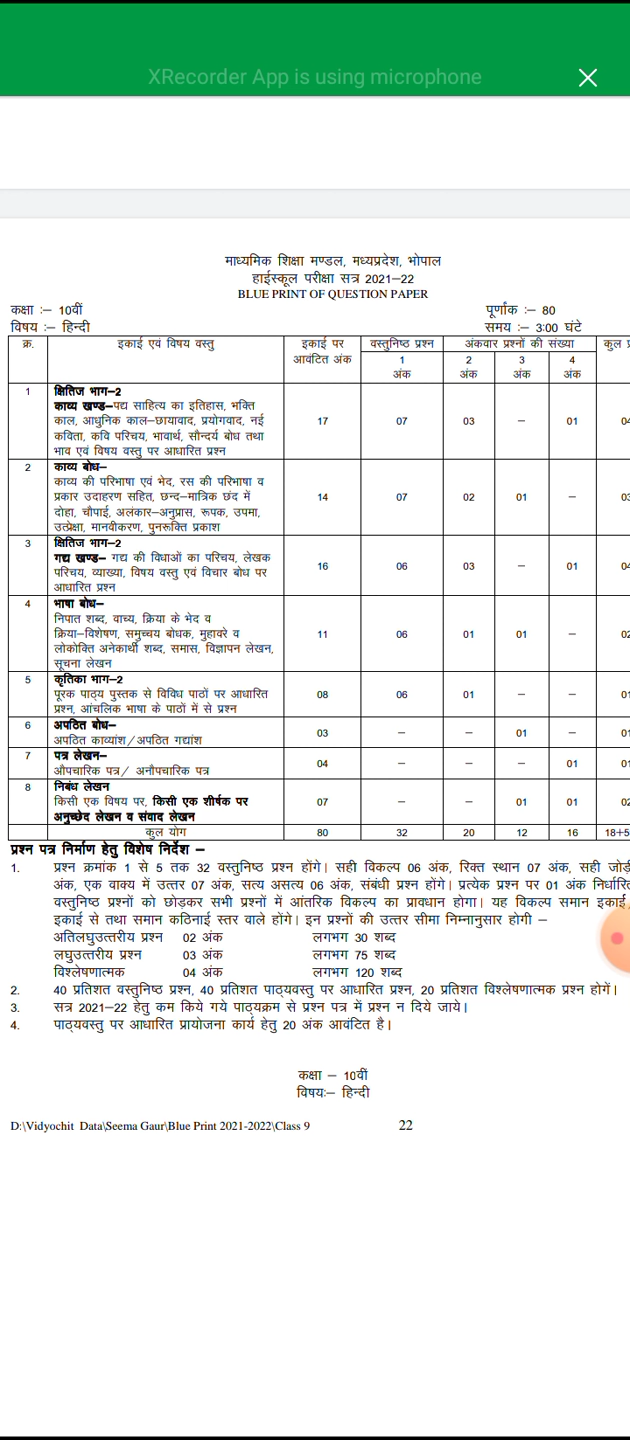 XRecorder App is using microphone
माध्यमिक शिक्षा मण्डल, मध्यप्रदेश, भोपाल
हाईस्कूल परीक्षा सत्र 2021–22
BLUE PRINT OF QUESTION PAPER
कक्षा :– 10वीं पूर्णांक :– 80
विषय :– हिन्दी समय :– 3:00 घंटे
क्र. इकाई एवं विषय वस्तु इकाई पर आवंटित अंक वस्तुनिष्ठ प्रश्न अंकवार प्रश्नों की संख्या कुल
1 अंक 2 अंक 3 अंक 4 अंक
1 क्षितिज भाग–2
काव्य खण्ड–पद्य साहित्य का इतिहास, भक्ति
काल, आधुनिक काल–छायावाद, प्रयोगवाद, नई
कविता, कवि परिचय, भावार्थ, सौन्दर्य बोध तथा
भाव एवं विषय वस्तु पर आधारित प्रश्न
17 07 03 – 01 04
2 काव्य बोध–
काव्य की परिभाषा एवं भेद, रस की परिभाषा व
प्रकार उदाहरण सहित, छन्द–मात्रिक छंद में
दोहा, चौपाई, अलंकार–अनुप्रास, रूपक, उपमा,
उत्प्रेक्षा, मानवीकरण, पुनरूक्ति प्रकाश
14 07 02 01 – 03
3 क्षितिज भाग–2
गद्य खण्ड– गद्य की विधाओं का परिचय, लेखक
परिचय, व्याख्या, विषय वस्तु एवं विचार बोध पर
आधारित प्रश्न
16 06 03 – 01 04
4 भाषा बोध–
निपात शब्द, वाच्य, क्रिया के भेद व
क्रिया–विशेषण, समुच्चय बोधक, मुहावरे व
लोकोक्ति अनेकार्थी शब्द, समास, विज्ञापन लेखन,
सूचना लेखन
11 06 01 01 – 02
5 कृतिका भाग–2
पूरक पाठ्य पुस्तक से विविध पाठों पर आधारित
प्रश्न, आंचलिक भाषा के पाठों में से प्रश्न
08 06 01 – – 01
6 अपठित बोध–
अपठित काव्यांश/अपठित गद्यांश
03 – – 01 – 01
7 पत्र लेखन–
औपचारिक पत्र/ अनौपचारिक पत्र
04 – – – 01 01
8 निबंध लेखन
किसी एक विषय पर, किसी एक शीर्षक पर
अनुच्छेद लेखन व संवाद लेखन
07 – – 01 01 02
कुल योग 80 32 20 12 16 18+5
प्रश्न पत्र निर्माण हेतु विशेष निर्देश –
1. प्रश्न क्रमांक 1 से 5 तक 32 वस्तुनिष्ठ प्रश्न होंगे। सही विकल्प 06 अंक, रिक्त स्थान 07 अंक, सही जोड़ी
अंक, एक वाक्य में उत्तर 07 अंक, सत्य असत्य 06 अंक, संबंधी प्रश्न होंगे। प्रत्येक प्रश्न पर 01 अंक निर्धारित
वस्तुनिष्ठ प्रश्नों को छोड़कर सभी प्रश्नों में आंतरिक विकल्प का प्रावधान होगा। यह विकल्प समान इकाई
इकाई से तथा समान कठिनाई स्तर वाले होंगे। इन प्रश्नों की उत्तर सीमा निम्नानुसार होगी –
अतिलघुउत्तरीय प्रश्न 02 अंक लगभग 30 शब्द
लघुउत्तरीय प्रश्न 03 अंक लगभग 75 शब्द
विश्लेषणात्मक 04 अंक लगभग 120 शब्द
2. 40 प्रतिशत वस्तुनिष्ठ प्रश्न, 40 प्रतिशत पाठ्यवस्तु पर आधारित प्रश्न, 20 प्रतिशत विश्लेषणात्मक प्रश्न होगें।
3. सत्र 2021–22 हेतु कम किये गये पाठ्यक्रम से प्रश्न पत्र में प्रश्न न दिये जाये।
4. पाठ्यवस्तु पर आधारित प्रायोजना कार्य हेतु 20 अंक आवंटित है।
कक्षा – 10वीं
विषय:– हिन्दी
D:\Vidyochit Data\Seema Gaur\Blue Print 2021-2022\Class 9 22